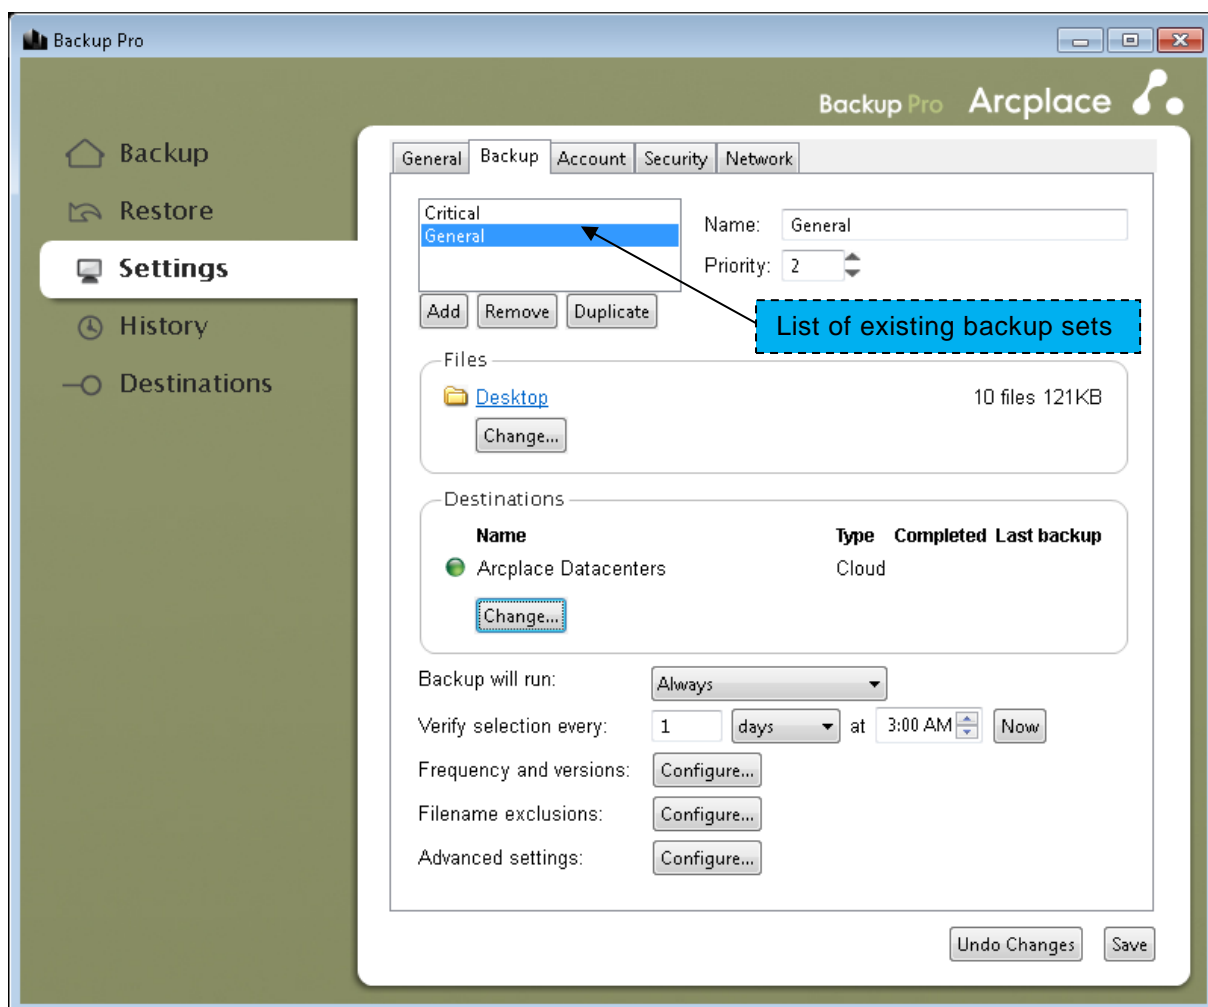 Backup Pro
Backup Pro Arcplace
Backup
Restore
Settings
History
Destinations
General Backup Account Security Network
Critical
General
Name: General
Priority: 2
Add Remove Duplicate
List of existing backup sets
Files
Desktop 10 files 121KB
Change...
Destinations
Name Type Completed Last backup
Arcplace Datacenters Cloud
Change...
Backup will run: Always
Verify selection every: 1 days at 3:00 AM Now
Frequency and versions: Configure...
Filename exclusions: Configure...
Advanced settings: Configure...
Undo Changes Save